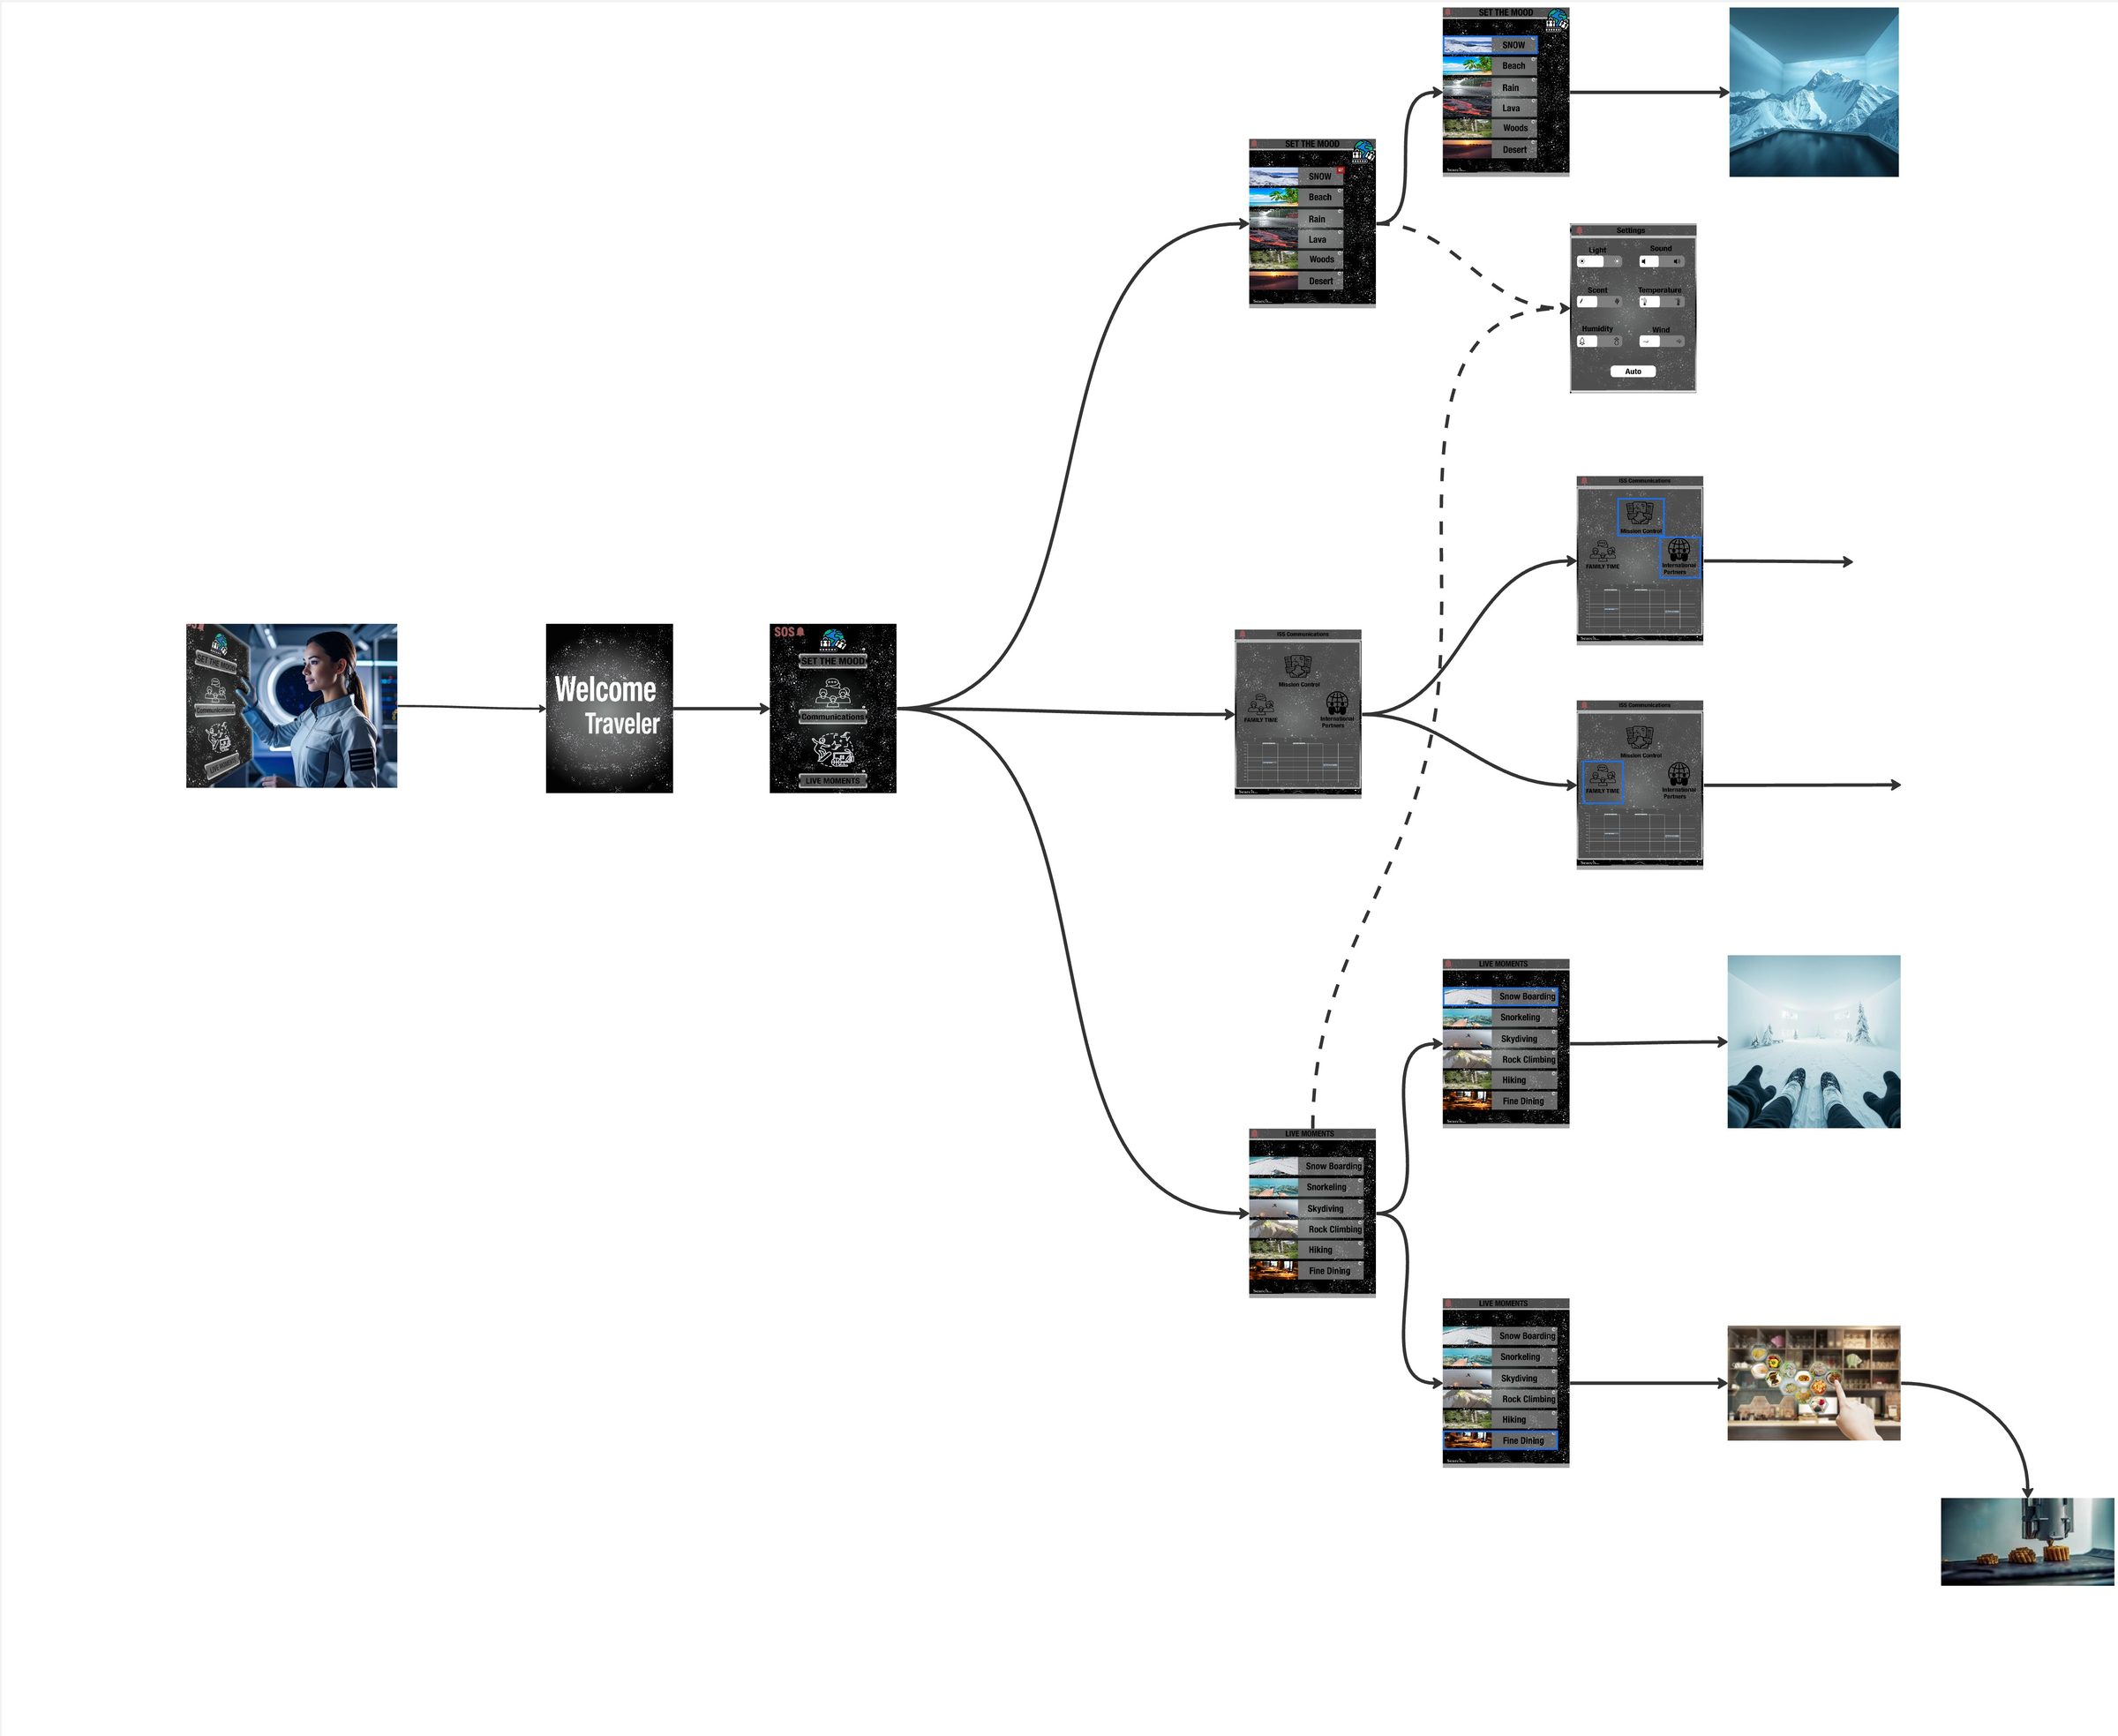 SET THE MOOD
Communications
LIVE MOMENTS
Welcome
Traveler
SOS
SET THE MOOD
Communications
LIVE MOMENTS
SET THE MOOD
SNOW
Beach
Rain
Lava
Woods
Desert
SET THE MOOD
SNOW
Beach
Rain
Lava
Woods
Desert
Settings
Light
Sound
Scent
Temperature
Humidity
Wind
Auto
ISS Communications
Mission Control
FAMILY TIME
International
Partners
ISS Communications
Mission Control
FAMILY TIME
International
Partners
ISS Communications
Mission Control
FAMILY TIME
International
Partners
LIVE MOMENTS
Snow Boarding
Snorkeling
Skydiving
Rock Climbing
Hiking
Fine Dining
LIVE MOMENTS
Snow Boarding
Snorkeling
Skydiving
Rock Climbing
Hiking
Fine Dining
LIVE MOMENTS
Snow Boarding
Snorkeling
Skydiving
Rock Climbing
Hiking
Fine Dining